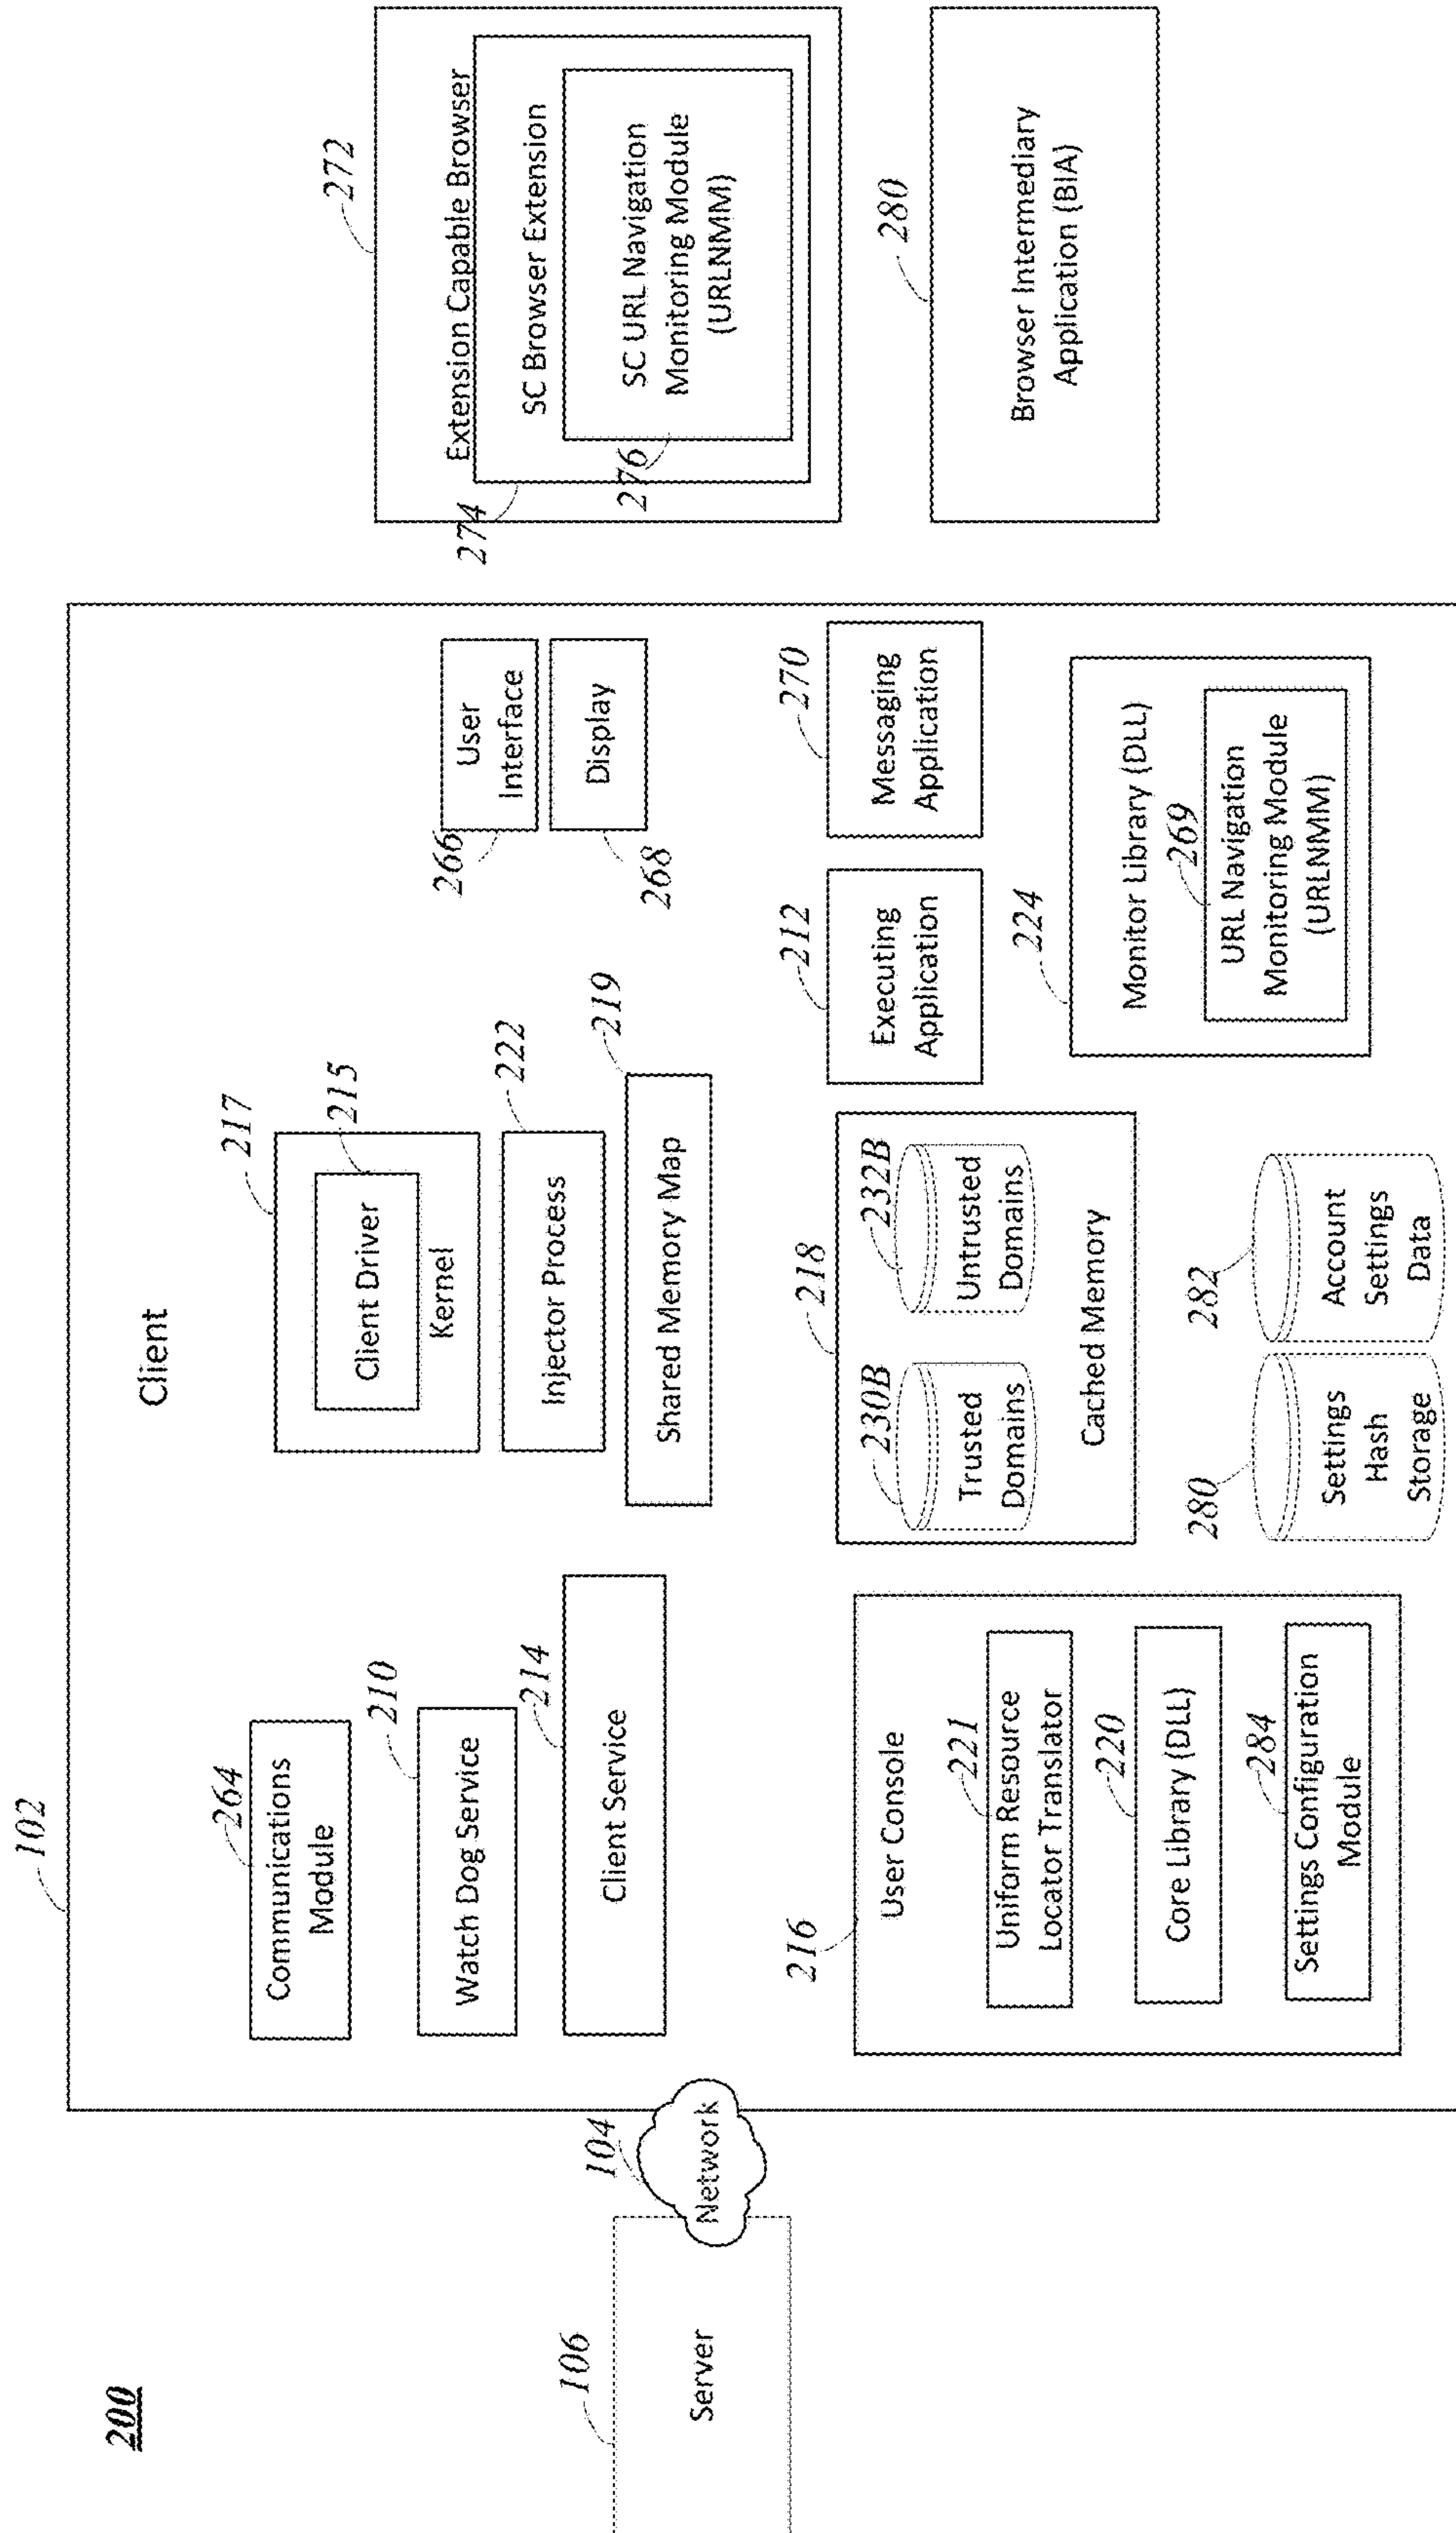 200
102
Client
106
Server
104
Network
264
Communications
Module
210
Watch Dog Service
214
Client Service
217
215
Client Driver
Kernel
222
Injector Process
219
Shared Memory Map
266
User
Interface
Display
268
216
User Console
221
Uniform Resource
Locator Translator
220
Core Library (DLL)
284
Settings Configuration
Module
218
230B
Trusted
Domains
232B
Untrusted
Domains
Cached Memory
280
Settings
Hash
Storage
282
Account
Settings
Data
212
Executing
Application
270
Messaging
Application
224
Monitor Library (DLL)
269
URL Navigation
Monitoring Module
(URLNMM)
272
Extension Capable Browser
274
SC Browser Extension
276
SC URL Navigation
Monitoring Module
(URLNMM)
280
Browser Intermediary
Application (BIA)